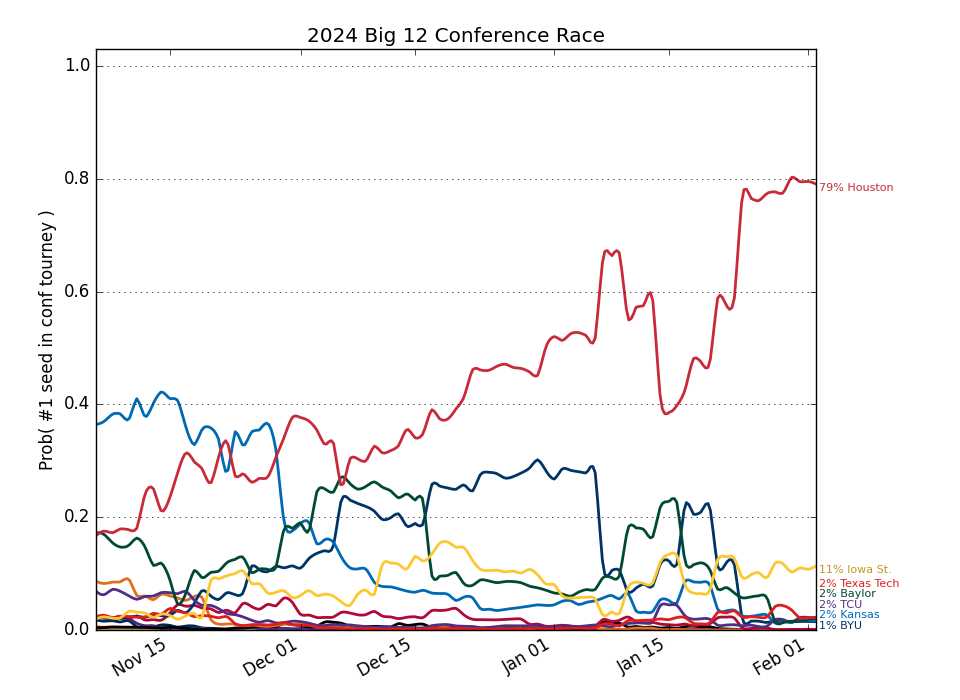 2024 Big 12 Conference Race
Prob( #1 seed in conf tourney )
1.0
0.8
0.6
0.4
0.2
0.0
79% Houston
11% Iowa St.
2% Texas Tech
2% Baylor
2% TCU
2% Kansas
1% BYU
Nov 15
Dec 01
Dec 15
Jan 01
Jan 15
Feb 01